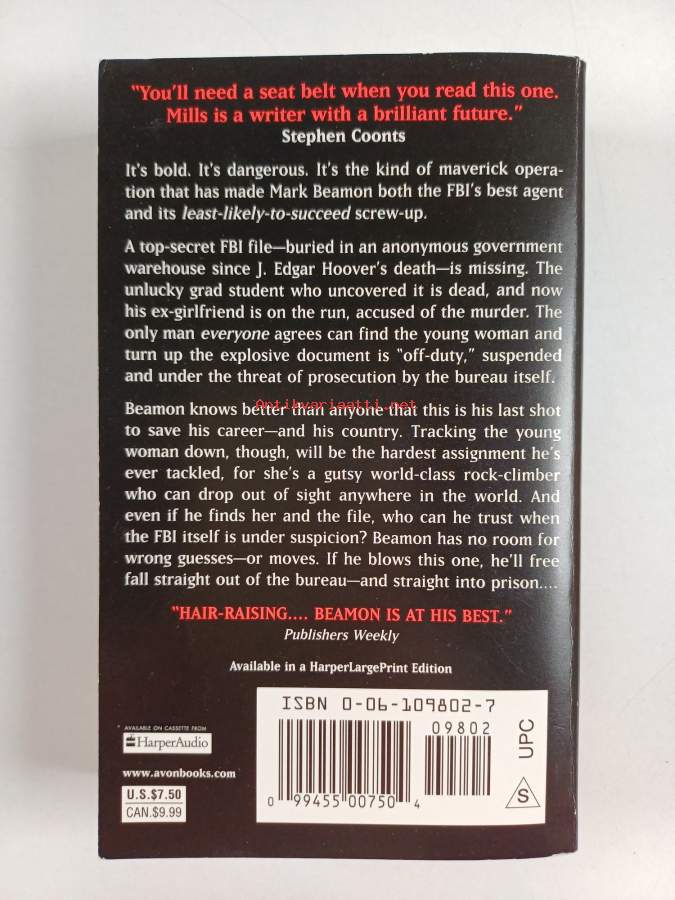 "You'll need a seat belt when you read this one.
Mills is a writer with a brilliant future."
Stephen Coonts
It's bold. It's dangerous. It's the kind of maverick opera-
tion that has made Mark Beamon both the FBI's best agent
and its least-likely-to-succeed screw-up.
A top-secret FBI file—buried in an anonymous government
warehouse since J. Edgar Hoover's death—is missing. The
unlucky grad student who uncovered it is dead, and now
his ex-girlfriend is on the run, accused of the murder. The
only man everyone agrees can find the young woman and
turn up the explosive document is "off-duty," suspended
and under the threat of prosecution by the bureau itself.
Antikvariaatti.net
Beamon knows better than anyone that this is his last shot
to save his career—and his country. Tracking the young
woman down, though, will be the hardest assignment he's
ever tackled, for she's a gutsy world-class rock-climber
who can drop out of sight anywhere in the world. And
even if he finds her and the file, who can he trust when
the FBI itself is under suspicion? Beamon has no room for
wrong guesses—or moves. If he blows this one, he'll free
fall straight out of the bureau—and straight into prison....
"HAIR-RAISING.... BEAMON IS AT HIS BEST."
Publishers Weekly
Available in a HarperLargePrint Edition
AVAILABLE ON CASSETTE FROM
HarperAudio
www.avonbooks.com
U.S.$7.50
CAN.$9.99
ISBN 0-06-109802-7
09802
0 99455 00750 4
UPC
S